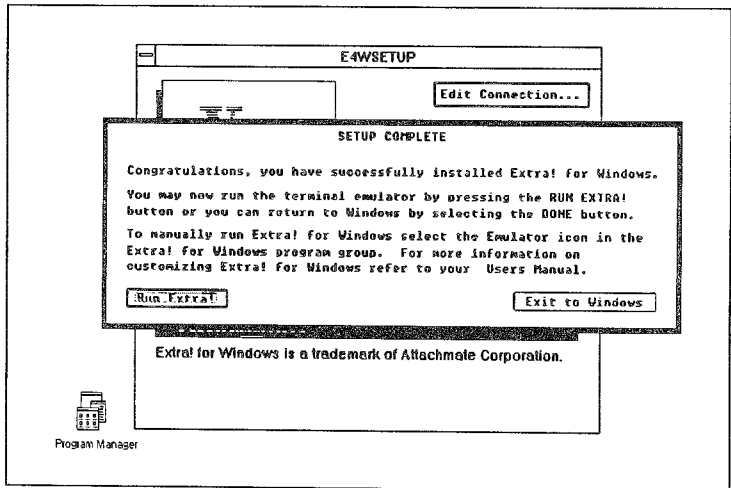 E4WSETUP
Edit Connection...
SETUP COMPLETE
Congratulations, you have successfully installed Extra! for Windows.
You may now run the terminal emulator by pressing the RUN EXTRA!
button or you can return to Windows by selecting the DONE button.
To manually run Extra! for Windows select the Emulator icon in the
Extra! for Windows program group.  For more information on
customizing Extra! for Windows refer to your  Users Manual.
Run Extra!
Exit to Windows
Extra! for Windows is a trademark of Attachmate Corporation.
Program Manager